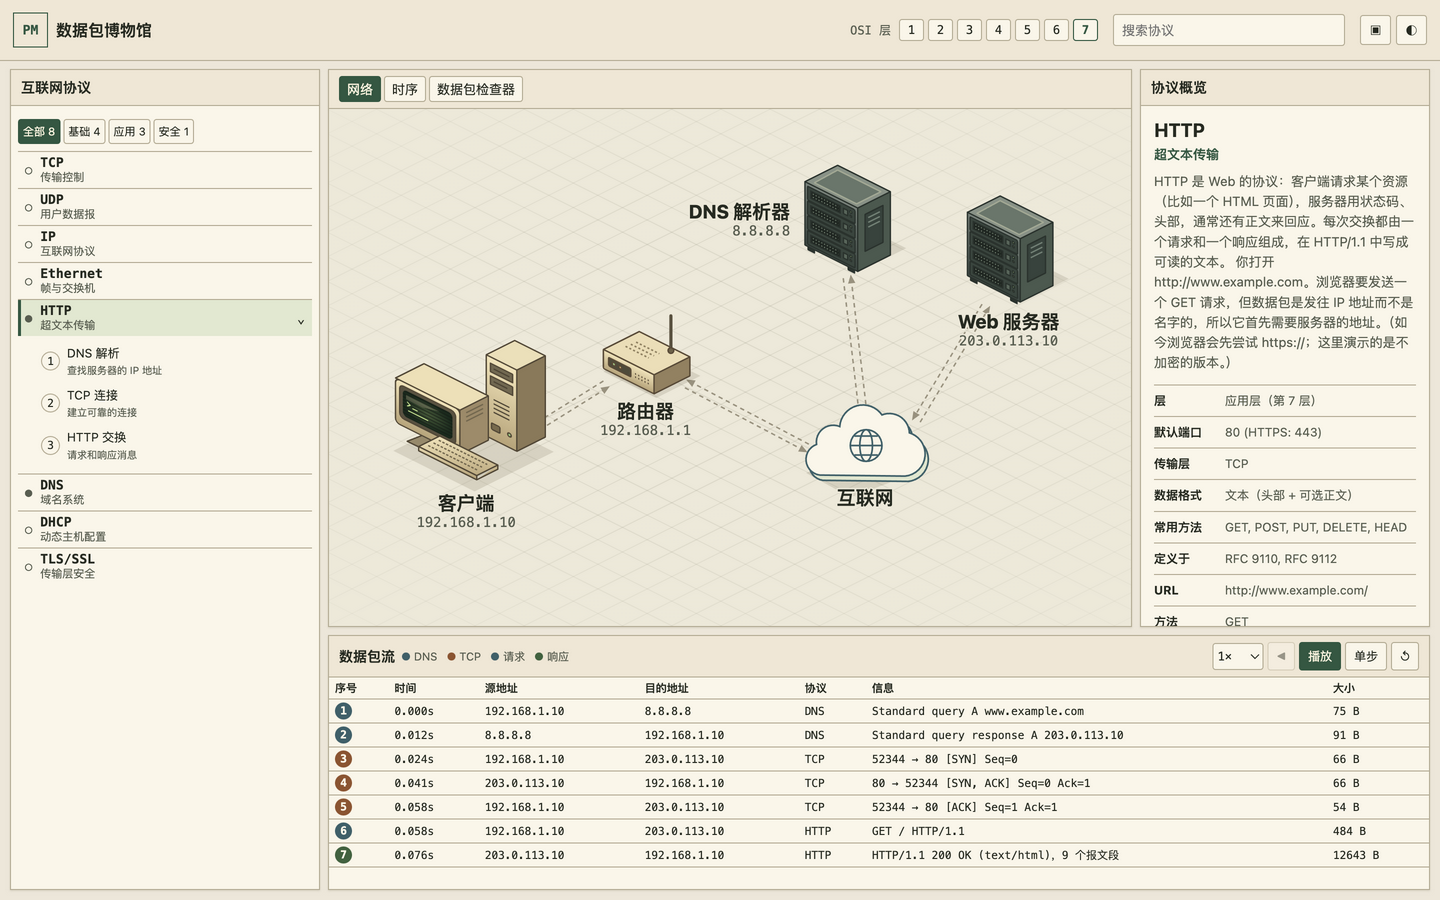 PM 数据包博物馆
OSI 层 1 2 3 4 5 6 7
搜索协议
互联网协议
全部 8 基础 4 应用 3 安全 1
TCP
传输控制
UDP
用户数据报
IP
互联网协议
Ethernet
帧与交换机
HTTP
超文本传输
1 DNS 解析
查找服务器的 IP 地址
2 TCP 连接
建立可靠的连接
3 HTTP 交换
请求和响应消息
DNS
域名系统
DHCP
动态主机配置
TLS/SSL
传输层安全
网络 时序 数据包检查器
DNS 解析器
8.8.8.8
Web 服务器
203.0.113.10
路由器
192.168.1.1
客户端
192.168.1.10
互联网
协议概览
HTTP
超文本传输
HTTP 是 Web 的协议：客户端请求某个资源
（比如一个 HTML 页面），服务器用状态码、
头部，通常还有正文来回应。每次交换都由一
个请求和一个响应组成，在 HTTP/1.1 中写成
可读的文本。 你打开
http://www.example.com。浏览器要发送一
个 GET 请求，但数据包是发往 IP 地址而不是
名字的，所以它首先需要服务器的地址。（如
今浏览器会先尝试 https://；这里演示的是不
加密的版本。）
层 应用层（第 7 层）
默认端口 80 (HTTPS: 443)
传输层 TCP
数据格式 文本（头部 + 可选正文）
常用方法 GET, POST, PUT, DELETE, HEAD
定义于 RFC 9110, RFC 9112
URL http://www.example.com/
方法 GET
数据包流 DNS TCP 请求 响应
1× 播放 单步
序号 时间 源地址 目的地址 协议 信息 大小
1 0.000s 192.168.1.10 8.8.8.8 DNS Standard query A www.example.com 75 B
2 0.012s 8.8.8.8 192.168.1.10 DNS Standard query response A 203.0.113.10 91 B
3 0.024s 192.168.1.10 203.0.113.10 TCP 52344 → 80 [SYN] Seq=0 66 B
4 0.041s 203.0.113.10 192.168.1.10 TCP 80 → 52344 [SYN, ACK] Seq=0 Ack=1 66 B
5 0.058s 192.168.1.10 203.0.113.10 TCP 52344 → 80 [ACK] Seq=1 Ack=1 54 B
6 0.058s 192.168.1.10 203.0.113.10 HTTP GET / HTTP/1.1 484 B
7 0.076s 203.0.113.10 192.168.1.10 HTTP HTTP/1.1 200 OK (text/html)，9 个报文段 12643 B